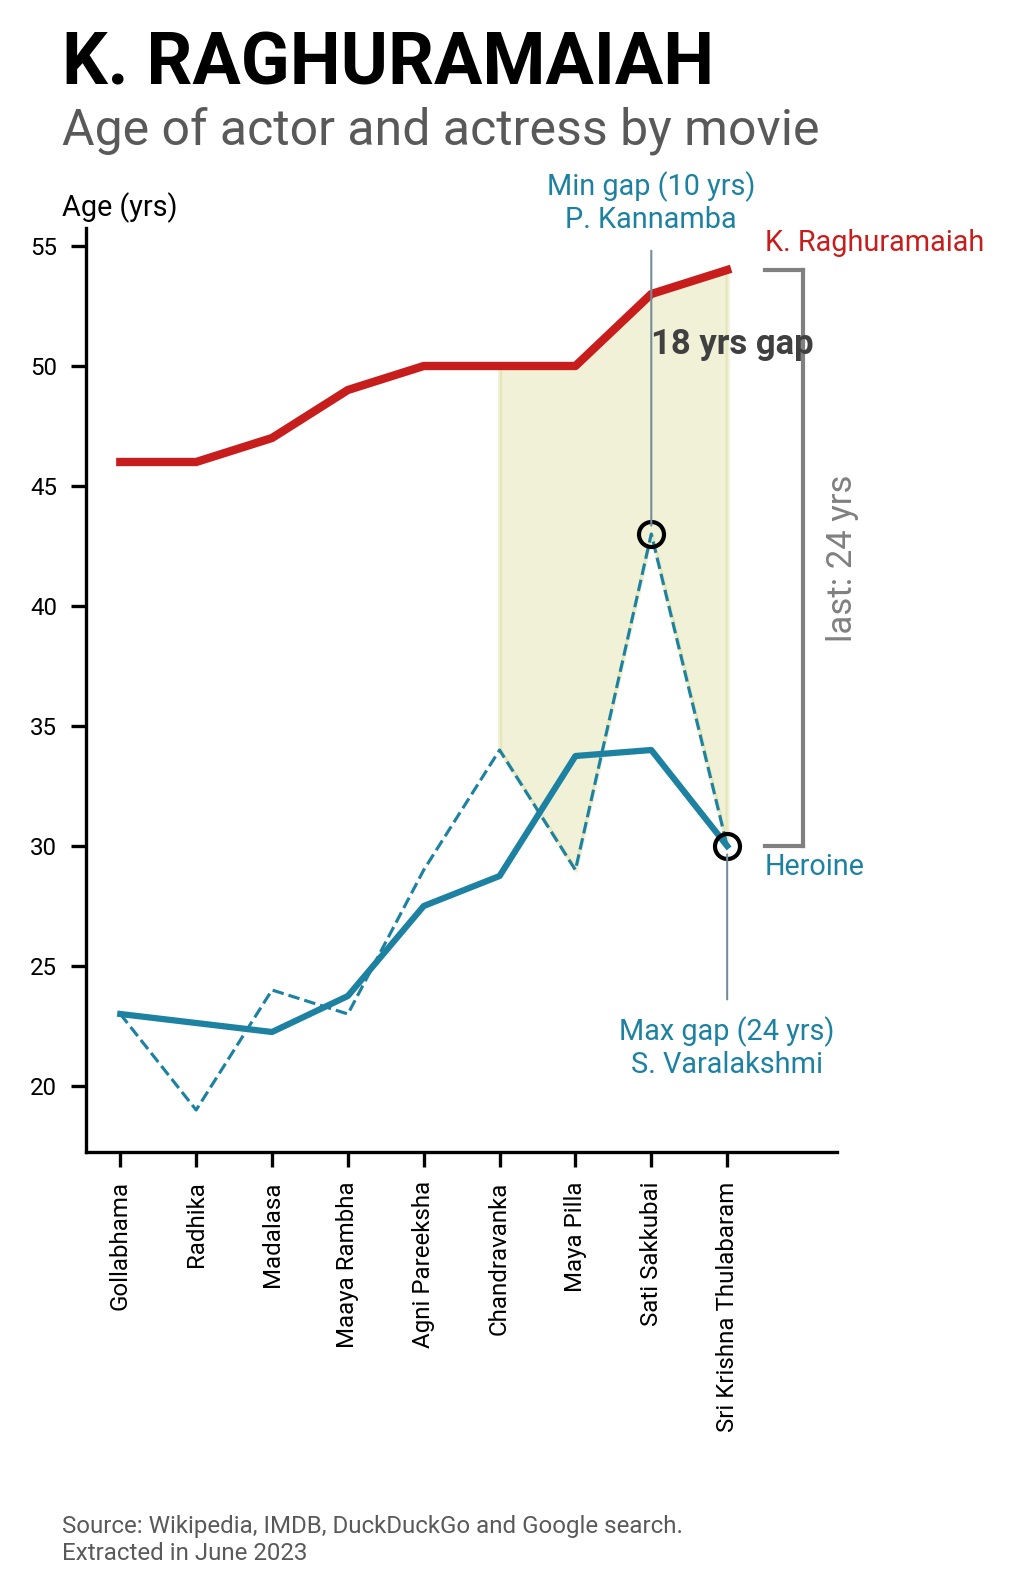 K. RAGHURAMAIAH
Age of actor and actress by movie
Min gap (10 yrs)
P. Kannamba
Age (yrs)
K. Raghuramaiah
55
18 yrs gap
50
45
last: 24 yrs
40
35
30
Heroine
25
Max gap (24 yrs)
S. Varalakshmi
20
Gollabhama
Radhika
Madalasa
Maaya Rambha
Agni Pareeksha
Chandravanka
Maya Pilla
Sati Sakkubai
Sri Krishna Thulabaram
Source: Wikipedia, IMDB, DuckDuckGo and Google search.
Extracted in June 2023